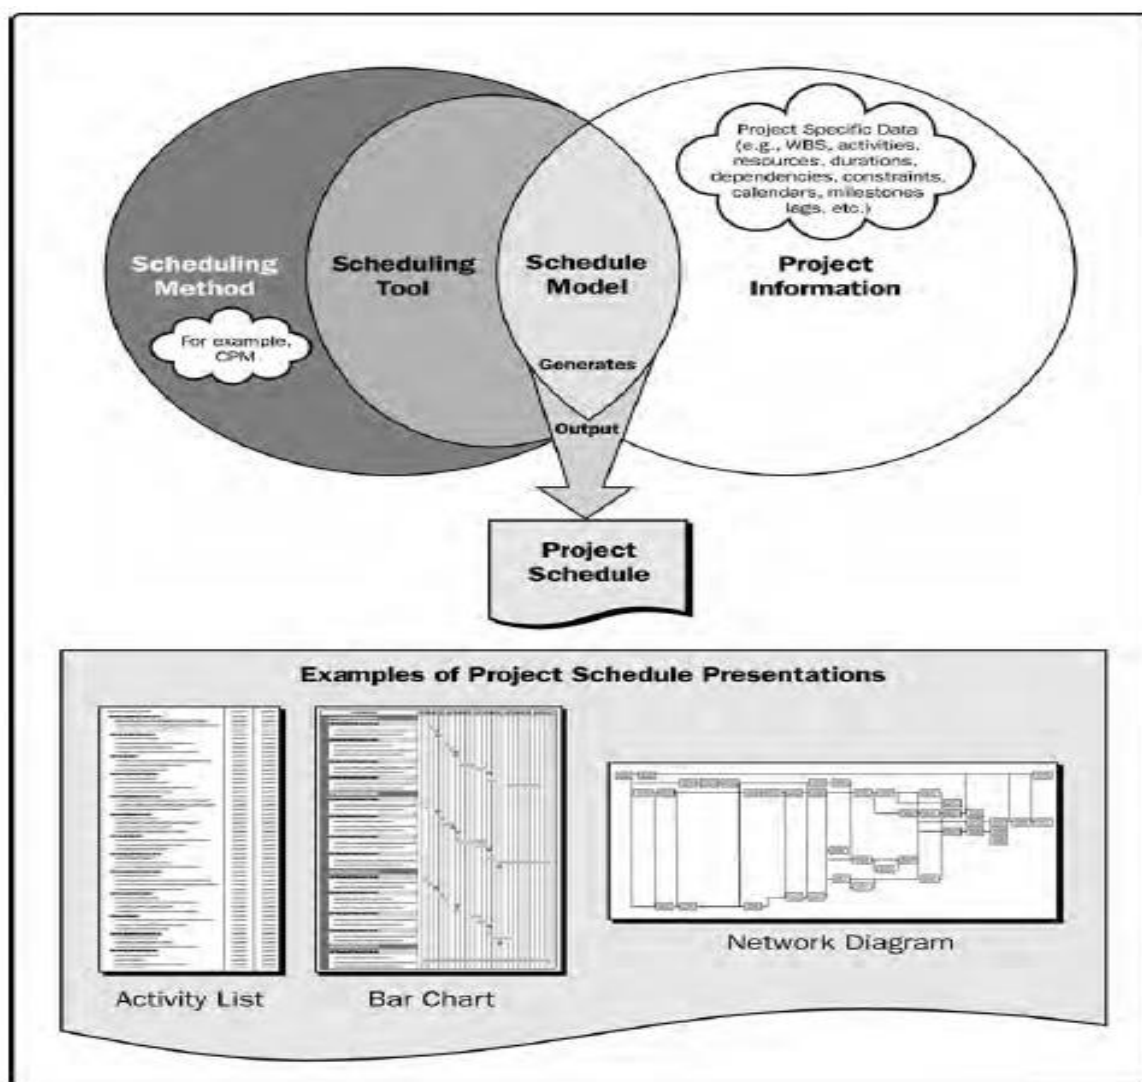 Project Specific Data
(e.g., WBS, activities,
resources, durations,
dependencies, constraints,
calendars, milestones
lags, etc.)
Scheduling
Method
For example,
CPM
Scheduling
Tool
Schedule
Model
Project
Information
Generates
Output
Project
Schedule
Examples of Project Schedule Presentations
Activity List
Bar Chart
Network Diagram